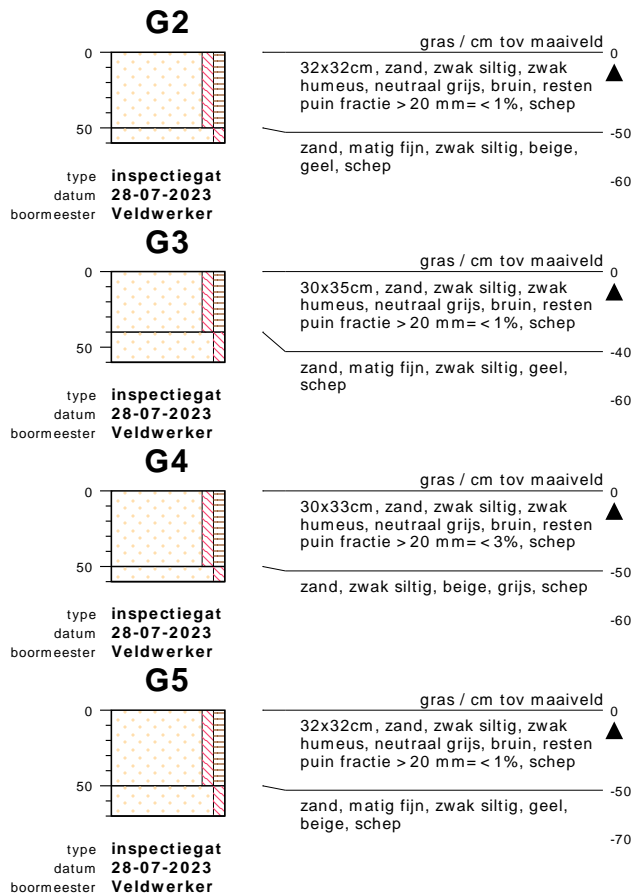 G2
gras / cm tov maaiveld
0
0
32x32cm, zand, zwak siltig, zwak
humeus, neutraal grijs, bruin, resten
puin fractie > 20 mm= < 1%, schep
50
-50
zand, matig fijn, zwak siltig, beige,
geel, schep
-60
type inspectiegat
datum 28-07-2023
boormeester Veldwerker
G3
gras / cm tov maaiveld
0
0
30x35cm, zand, zwak siltig, zwak
humeus, neutraal grijs, bruin, resten
puin fractie > 20 mm= < 1%, schep
50
-40
zand, matig fijn, zwak siltig, geel,
schep
-60
type inspectiegat
datum 28-07-2023
boormeester Veldwerker
G4
gras / cm tov maaiveld
0
0
30x33cm, zand, zwak siltig, zwak
humeus, neutraal grijs, bruin, resten
puin fractie > 20 mm= < 3%, schep
50
-50
zand, zwak siltig, beige, grijs, schep
-60
type inspectiegat
datum 28-07-2023
boormeester Veldwerker
G5
gras / cm tov maaiveld
0
0
32x32cm, zand, zwak siltig, zwak
humeus, neutraal grijs, bruin, resten
puin fractie > 20 mm= < 1%, schep
50
-50
zand, matig fijn, zwak siltig, geel,
beige, schep
-70
type inspectiegat
datum 28-07-2023
boormeester Veldwerker